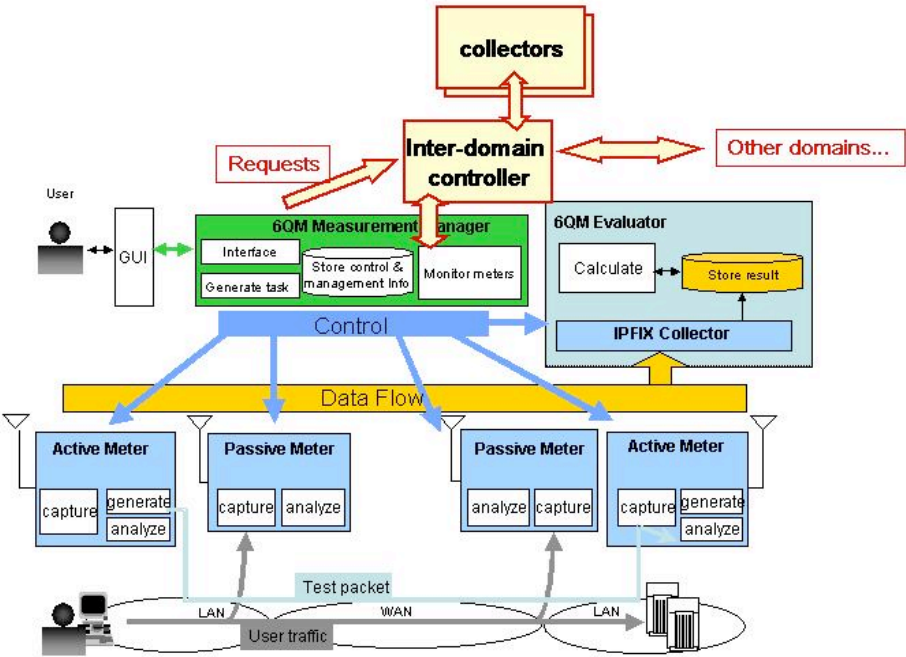 collectors
Inter-domain
controller
Requests
Other domains...
User
GUI
6QM Measurement Manager
Interface
Generate task
Store control &
management Info
Monitor meters
6QM Evaluator
Calculate
Store result
IPFIX Collector
Control
Data Flow
Active Meter
capture
generate
analyze
Passive Meter
capture
analyze
Passive Meter
analyze
capture
Active Meter
capture
generate
analyze
Test packet
LAN
WAN
LAN
User traffic